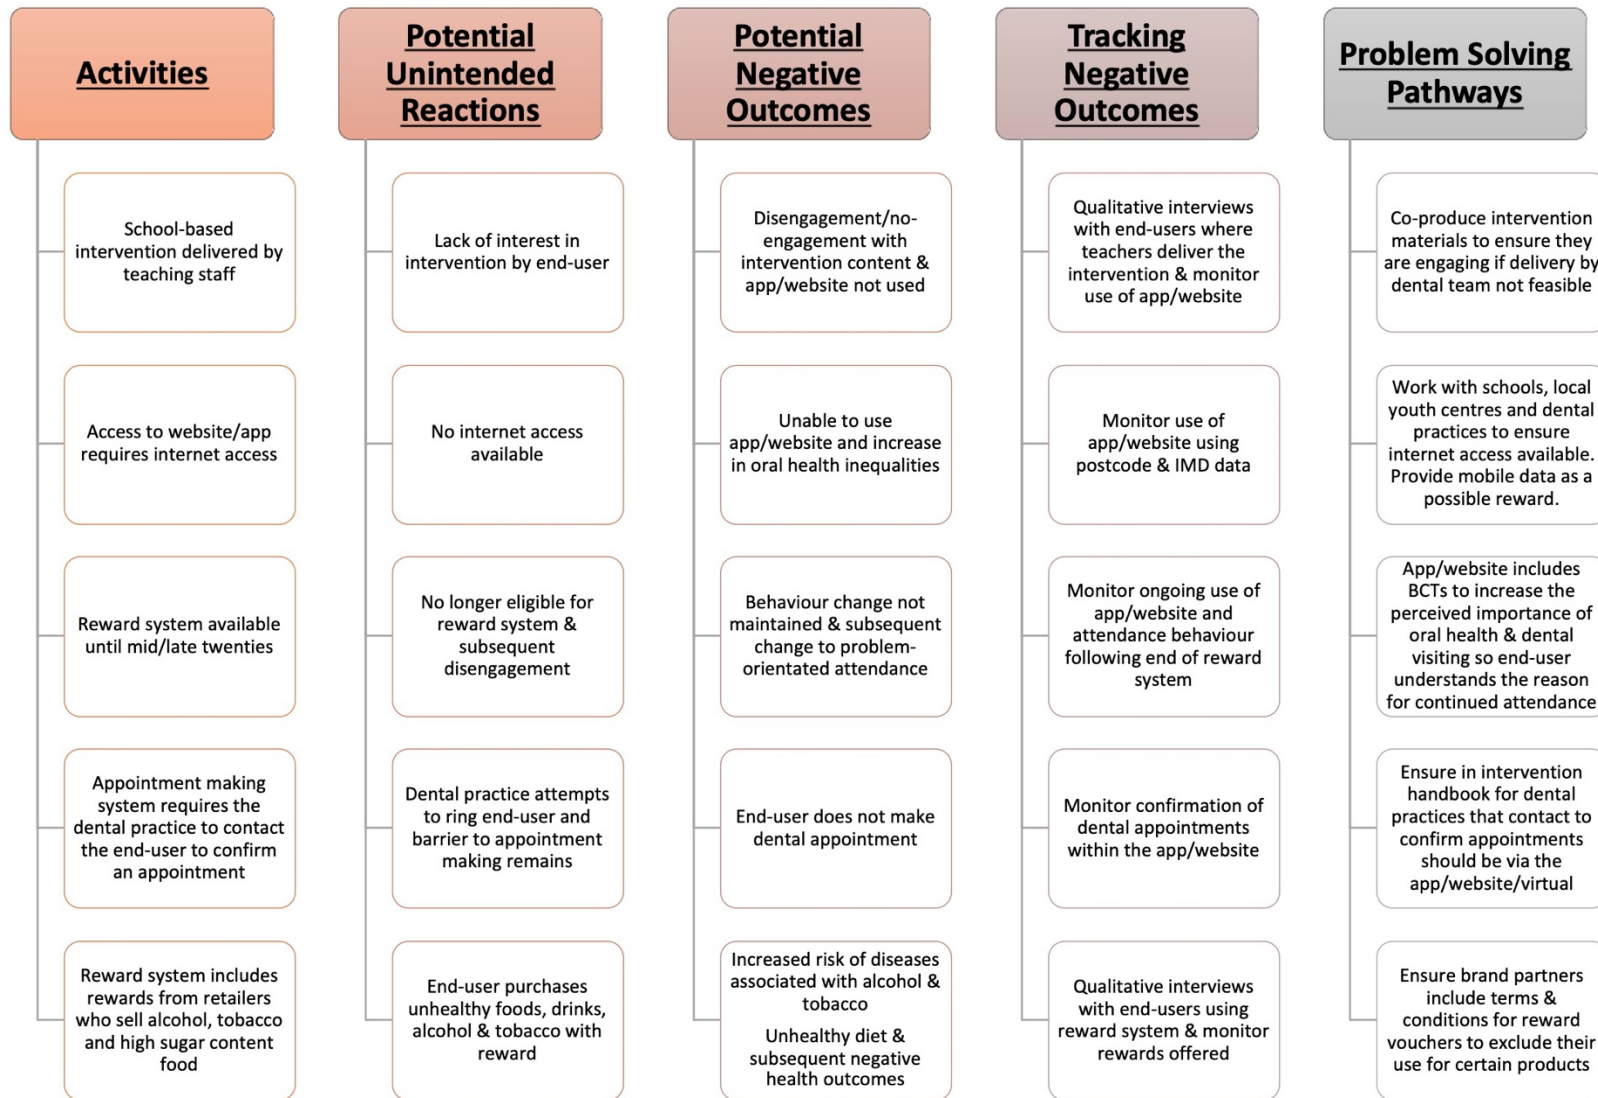 Activities
School-based
intervention delivered by
teaching staff
Access to website/app
requires internet access
Reward system available
until mid/late twenties
Appointment making
system requires the
dental practice to contact
the end-user to confirm
an appointment
Reward system includes
rewards from retailers
who sell alcohol, tobacco
and high sugar content
food
Potential
Unintended
Reactions
Lack of interest in
intervention by end-user
No internet access
available
No longer eligible for
reward system &
subsequent
disengagement
Dental practice attempts
to ring end-user and
barrier to appointment
making remains
End-user purchases
unhealthy foods, drinks,
alcohol & tobacco with
reward
Potential
Negative
Outcomes
Disengagement/no-
engagement with
intervention content &
app/website not used
Unable to use
app/website and increase
in oral health inequalities
Behaviour change not
maintained & subsequent
change to problem-
orientated attendance
End-user does not make
dental appointment
Increased risk of diseases
associated with alcohol &
tobacco
Unhealthy diet &
subsequent negative
health outcomes
Tracking
Negative
Outcomes
Qualitative interviews
with end-users where
teachers deliver the
intervention & monitor
use of app/website
Monitor use of
app/website using
postcode & IMD data
Monitor ongoing use of
app/website and
attendance behaviour
following end of reward
system
Monitor confirmation of
dental appointments
within the app/website
Qualitative interviews
with end-users using
reward system & monitor
rewards offered
Problem Solving
Pathways
Co-produce intervention
materials to ensure they
are engaging if delivery by
dental team not feasible
Work with schools, local
youth centres and dental
practices to ensure
internet access available.
Provide mobile data as a
possible reward.
App/website includes
BCTs to increase the
perceived importance of
oral health & dental
visiting so end-user
understands the reason
for continued attendance
Ensure in intervention
handbook for dental
practices that contact to
confirm appointments
should be via the
app/website/virtual
Ensure brand partners
include terms &
conditions for reward
vouchers to exclude their
use for certain products